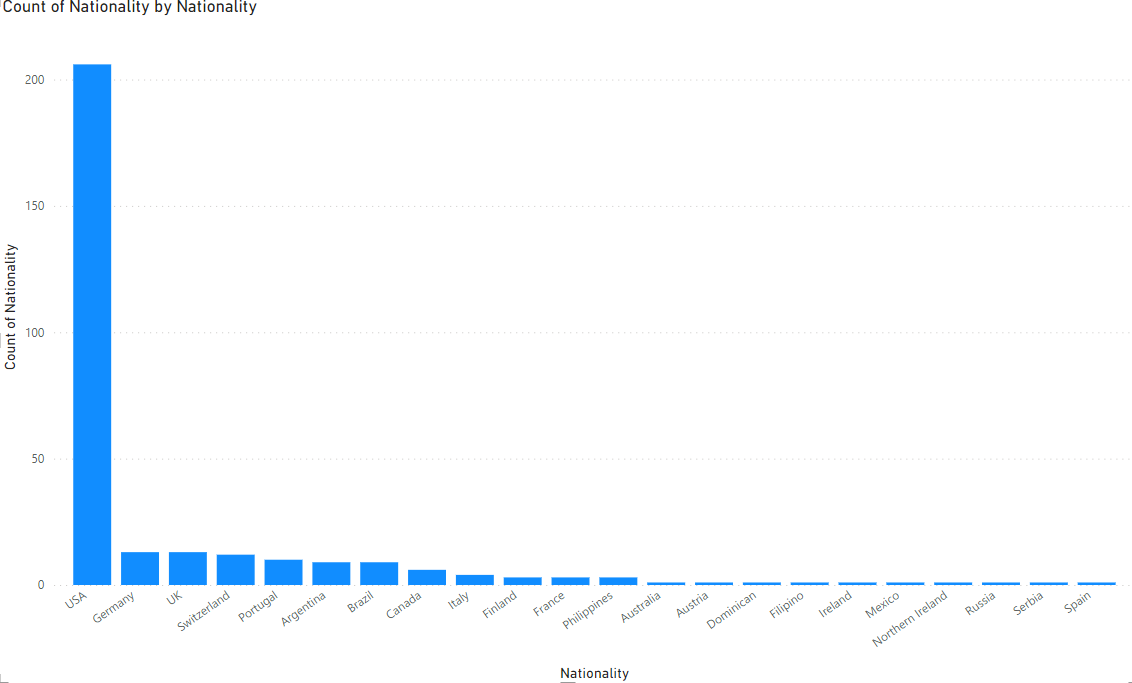 Count of Nationality by Nationality
200
150
100
50
0
Count of Nationality
USA
Germany
UK
Switzerland
Portugal
Argentina
Brazil
Canada
Italy
Finland
France
Philippines
Australia
Austria
Dominican
Filipino
Ireland
Mexico
Northern Ireland
Russia
Serbia
Spain
Nationality